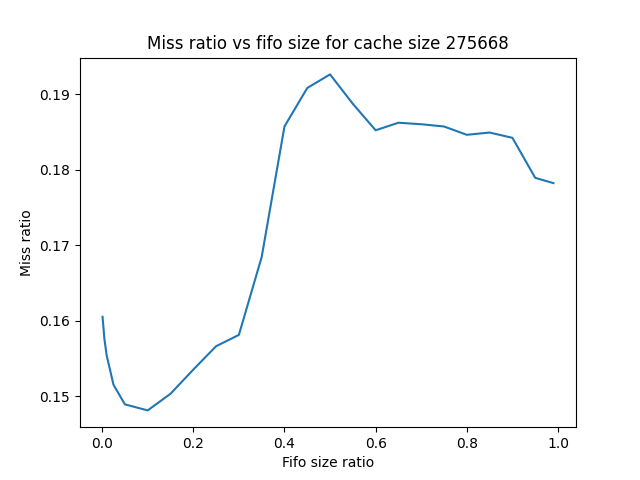 Miss ratio vs fifo size for cache size 275668
0.19
0.18
0.17
0.16
0.15
Miss ratio
0.0 0.2 0.4 0.6 0.8 1.0
Fifo size ratio